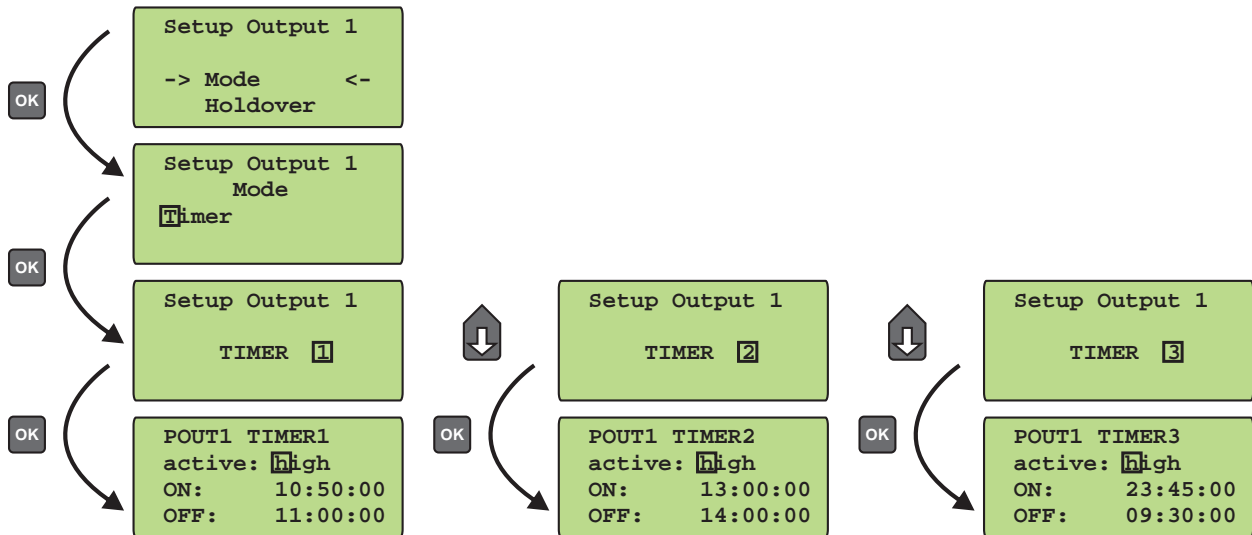 Setup Output 1
-> Mode <-
Holdover
OK
Setup Output 1
Mode
Timer
OK
Setup Output 1
TIMER 1
OK
POUT1 TIMER1
active: high
ON: 10:50:00
OFF: 11:00:00
Setup Output 1
TIMER 2
OK
POUT1 TIMER2
active: high
ON: 13:00:00
OFF: 14:00:00
Setup Output 1
TIMER 3
OK
POUT1 TIMER3
active: high
ON: 23:45:00
OFF: 09:30:00